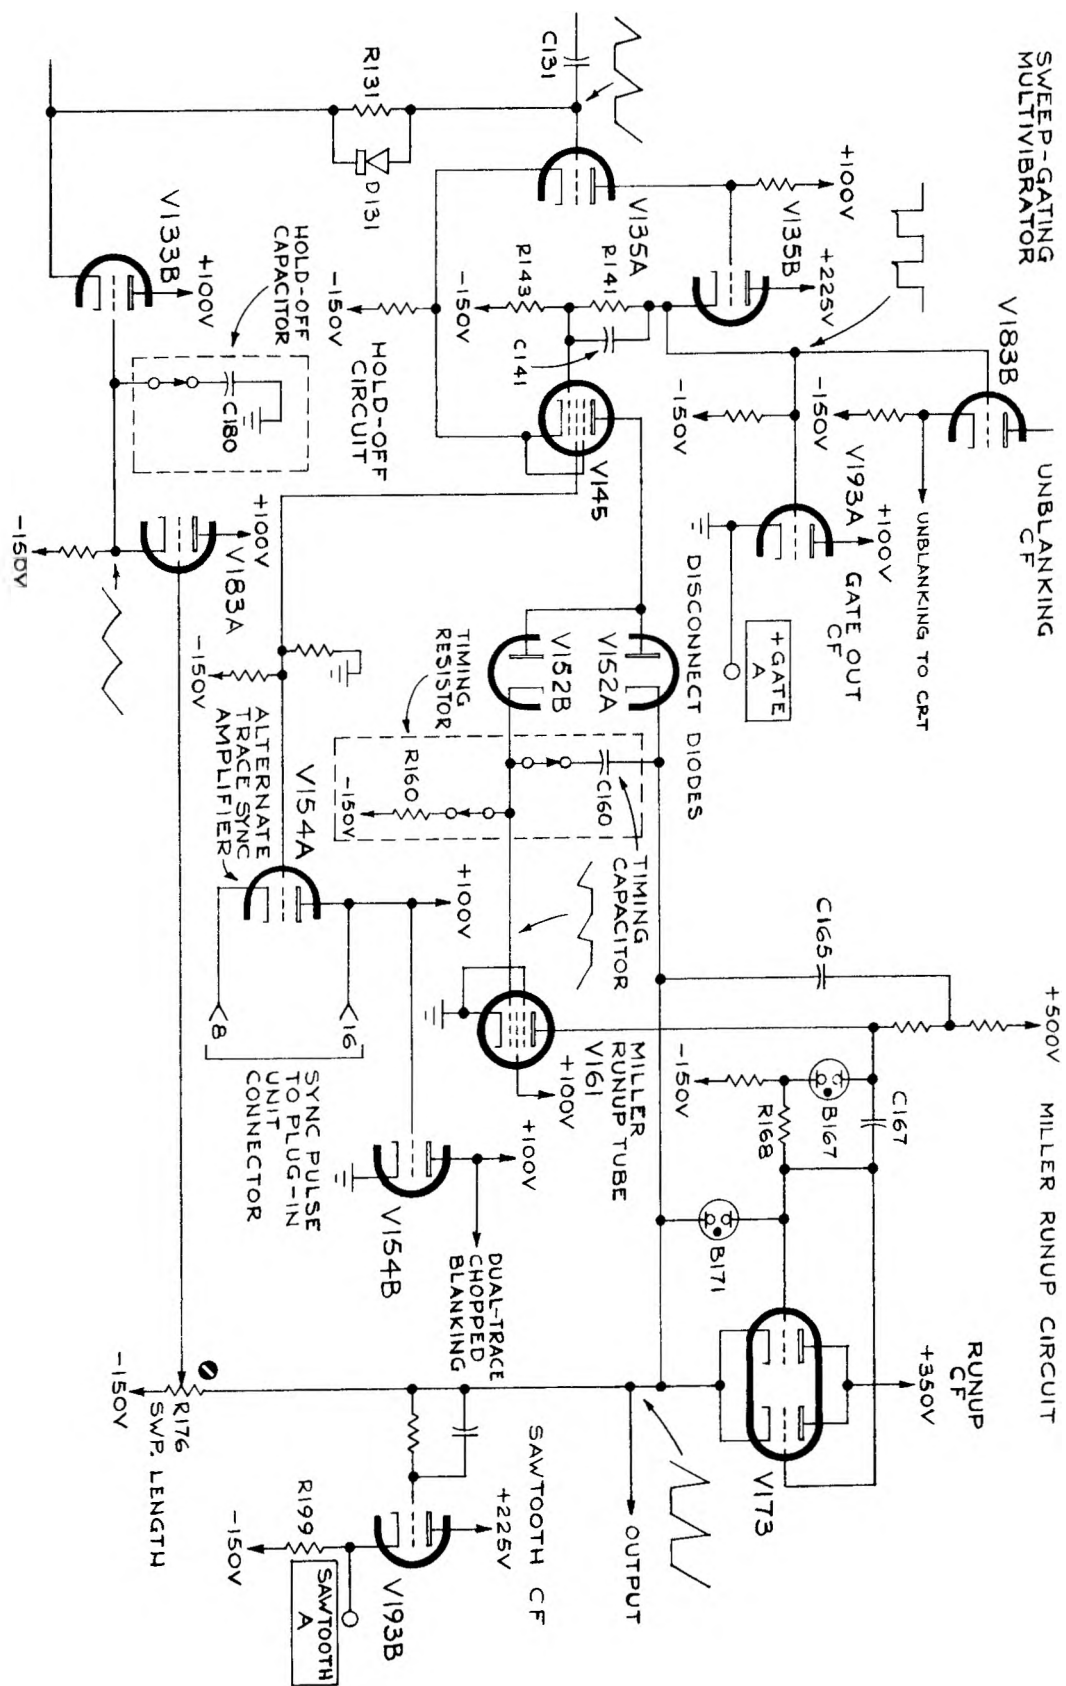 SWEEP-GATING
MULTIVIBRATOR
+100V
+225V
V183B
UNBLANKING
CF
V135B
-150V
UNBLANKING TO CRT
C131
V135A
R141
C141
R143
-150V
-150V
V193A
+100V
GATE OUT
CF
+GATE
A
R131
D131
-150V
HOLD-OFF
CIRCUIT
V145
DISCONNECT DIODES
V152A
V152B
TIMING
RESISTOR
R160
-150V
C160
TIMING
CAPACITOR
V133B
+100V
HOLD-OFF
CAPACITOR
C180
-150V
+100V
V183A
-150V
ALTERNATE
TRACE SYNC
AMPLIFIER
V154A
+100V
8
16
SYNC PULSE
TO PLUG-IN
UNIT
CONNECTOR
+500V
MILLER RUNUP CIRCUIT
C165
C167
B167
R168
-150V
MILLER
RUNUP TUBE
V161
+100V
+100V
V154B
DUAL-TRACE
CHOPPED
BLANKING
B171
RUNUP
CF
+350V
V173
OUTPUT
SAWTOOTH CF
+225V
V193B
R199
-150V
SAWTOOTH
A
R176
SWP. LENGTH
-150V